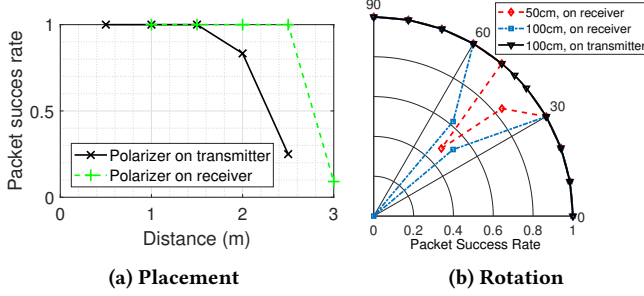 Packet succes rate
1
0.5
0
0
1
2
3
Distance (m)
Polarizer on transmitter
Polarizer on receiver
(a) Placement
90
60
30
0
0
0.2
0.4
0.6
0.8
1
Packet Success Rate
50cm, on receiver
100cm, on receiver
100cm, on transmitter
(b) Rotation